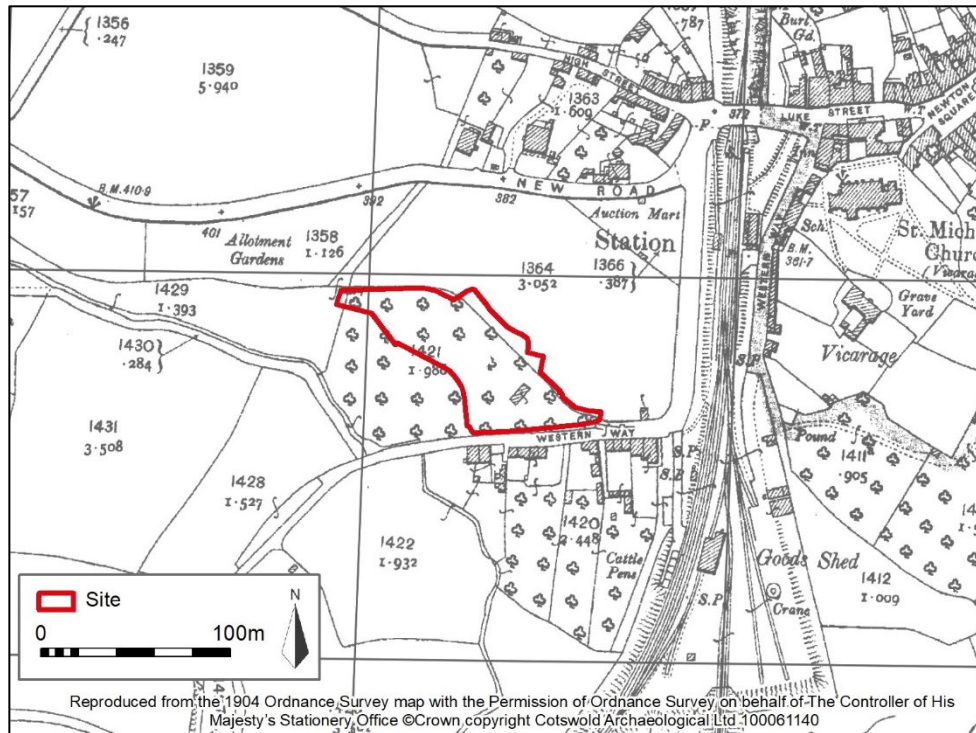 1356
.247
1359
5.940
HIGH STREET
1363
1.609
.787
Burl.
Gd.
P.
372
LUKE STREET
W.T.
W.T.
NEWTON
SQUARE
B.M.410.9
57
.157
392
NEW ROAD
382
401
Allotment
Gardens
1358
1.126
Auction Mart
Station
1364
3.052
1366
.387
Sch.
WESTERN WAY
B.M.
361.7
St. Mich
Church
(Vicara
Grave
Yard
Vicarage
1429
1.393
1430
.284
1421
1.98
S.P.
1431
3.508
WESTERN WAY
Pound
1411
.905
S.P.
S.P.
1428
1.527
1422
1.932
1420
2.448
Cattle
Pens
Goods Shed
1412
1.009
S.P.
Crane
Site
N
0 100m
Reproduced from the 1904 Ordnance Survey map with the Permission of Ordnance Survey on behalf of The Controller of His
Majesty's Stationery Office ©Crown copyright Cotswold Archaeological Ltd 100061140